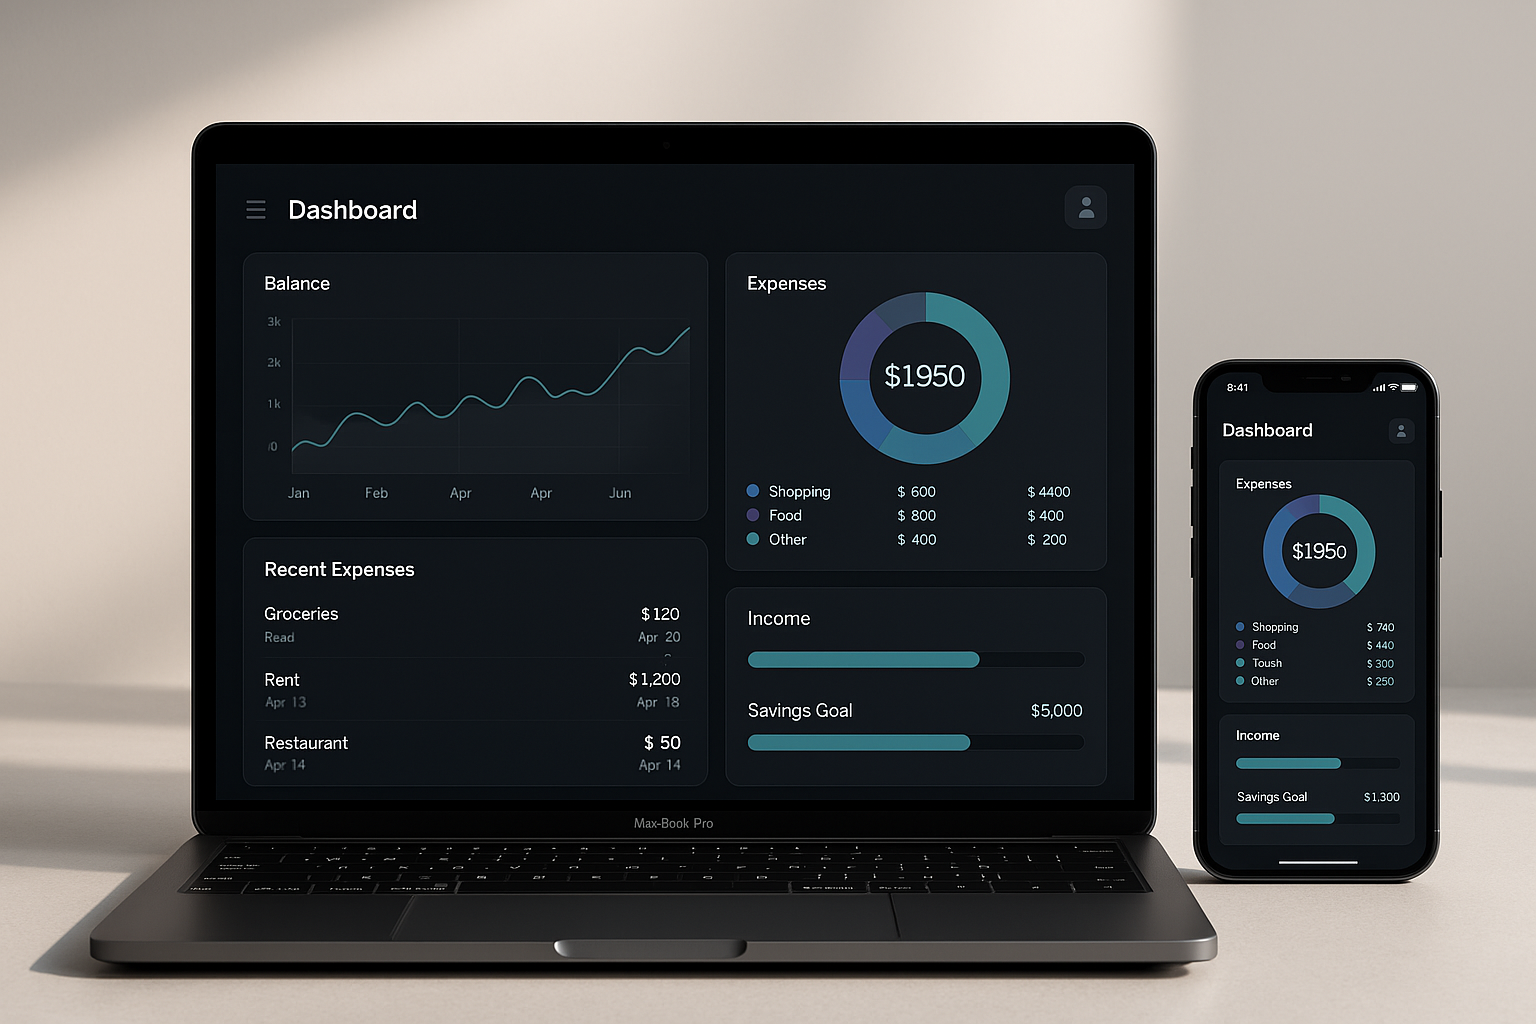 Dashboard
Balance
3k
2k
1k
0
Jan Feb Apr Apr Jun
Expenses
$1950
Shopping $ 600 $ 4400
Food $ 800 $ 400
Other $ 400 $ 200
Recent Expenses
Groceries $120
Read Apr 20
Rent $1,200
Apr 13 Apr 18
Restaurant $ 50
Apr 14 Apr 14
Income
Savings Goal $5,000
Max-Book Pro
8:41
Dashboard
Expenses
$1950
Shopping $ 740
Food $ 440
Toush $ 300
Other $ 250
Income
Savings Goal $1.300